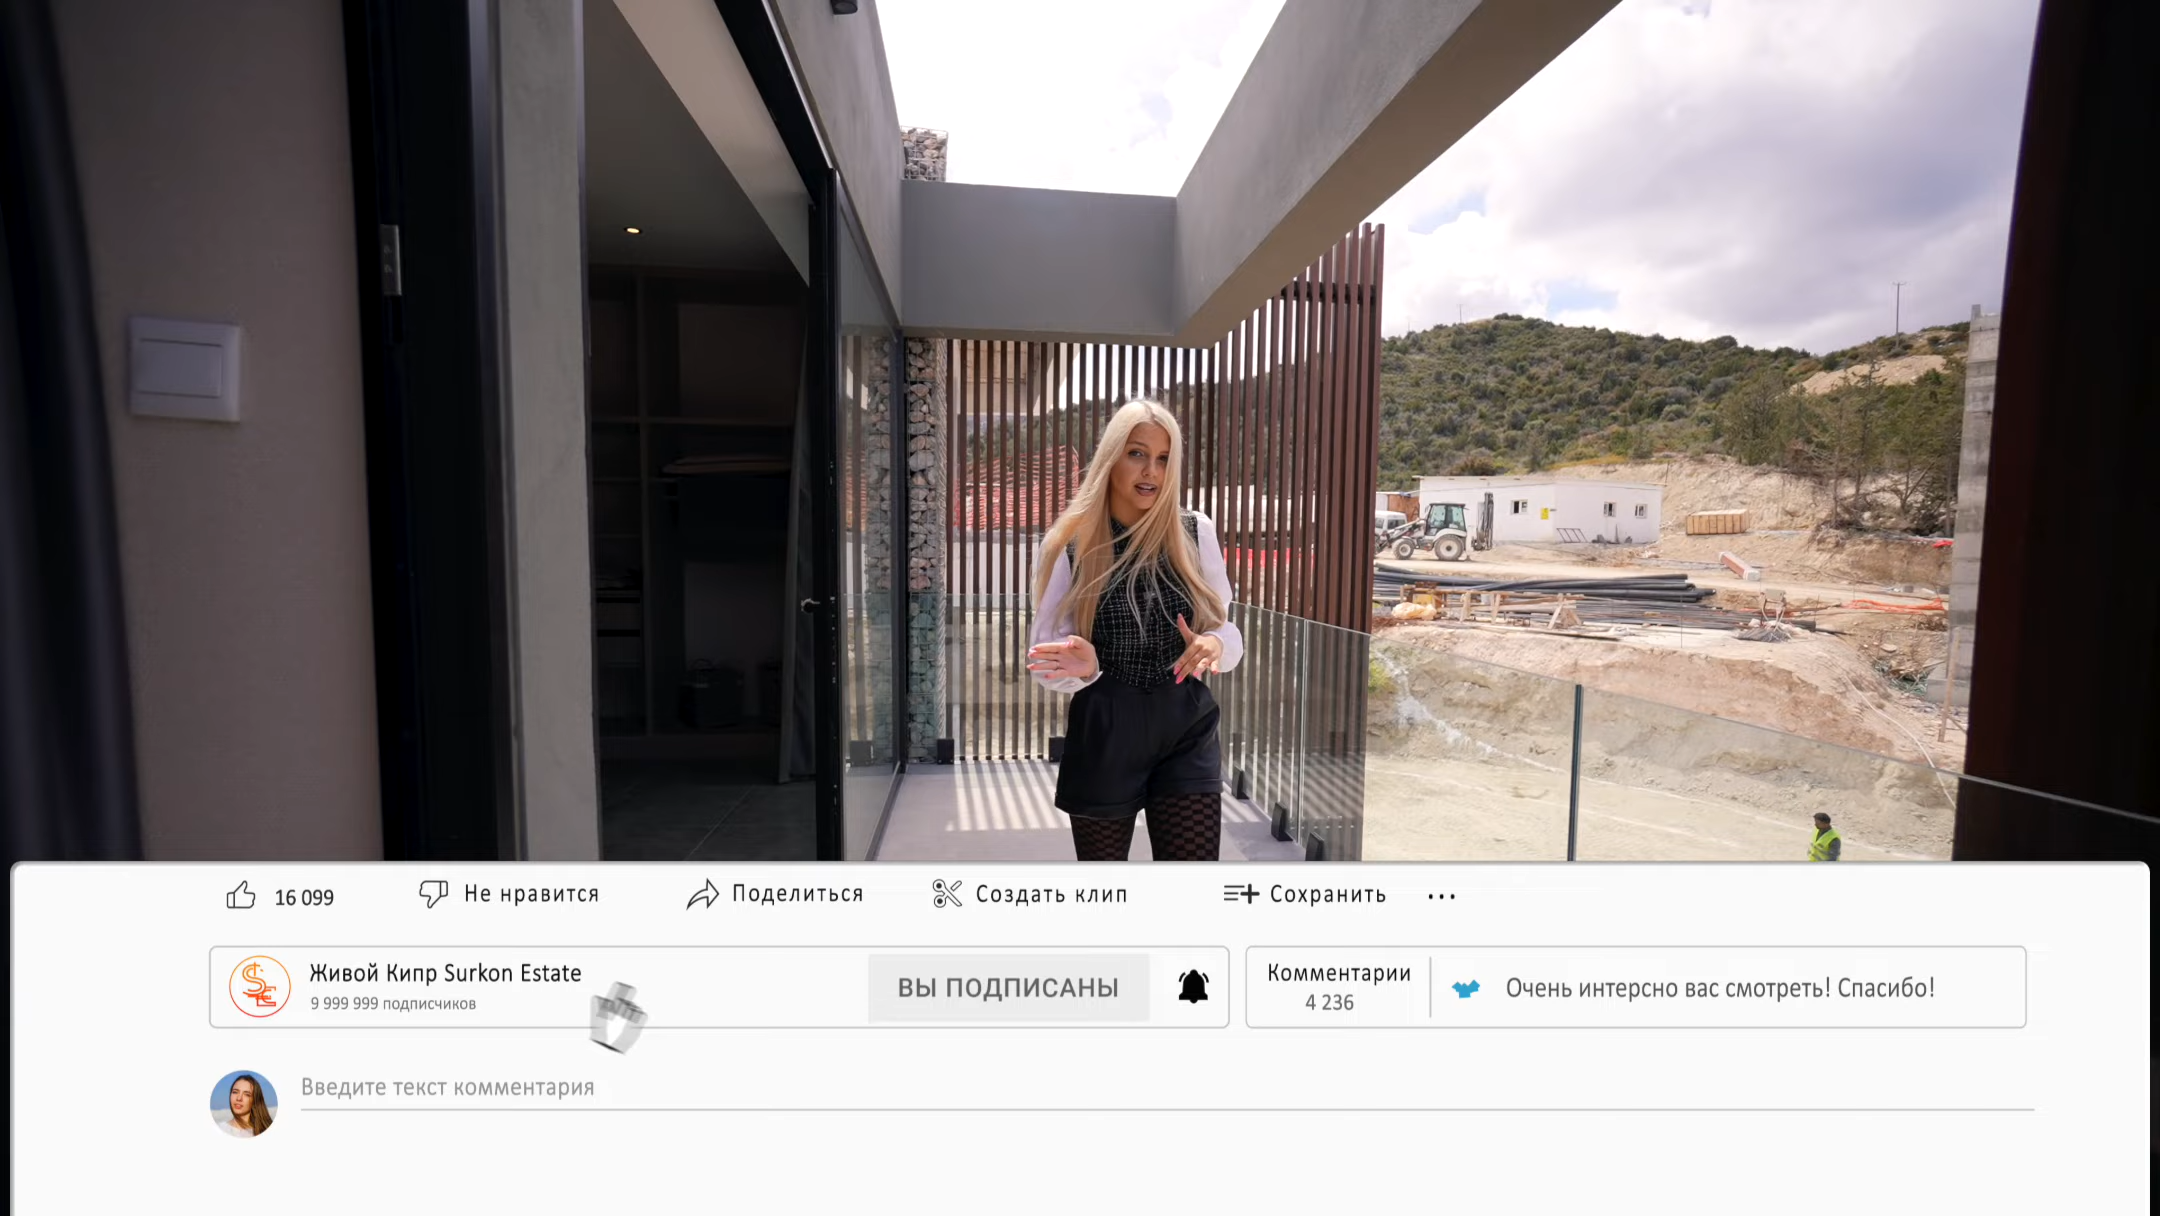 16 099
Не нравится
Поделиться
Создать клип
Сохранить
Живой Кипр Surkon Estate
9 999 999 подписчиков
ВЫ ПОДПИСАНЫ
Комментарии
4 236
Очень интерсно вас смотреть! Спасибо!
Введите текст комментария